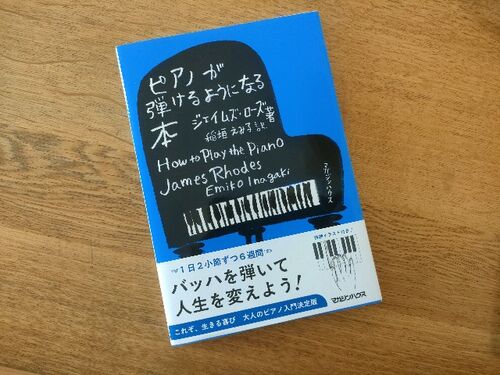 ピアノが
弾けるようになる
本
ジェイムズ・ローズ著
稲垣えみ子訳
How to Play the Piano
James Rhodes
Emiko Inagaki
マガジンハウス
1日2小節ずつ6週間
バッハを弾いて
人生を変えよう!
これぞ、生きる喜び 大人のピアノ入門決定版
マガジンハウス